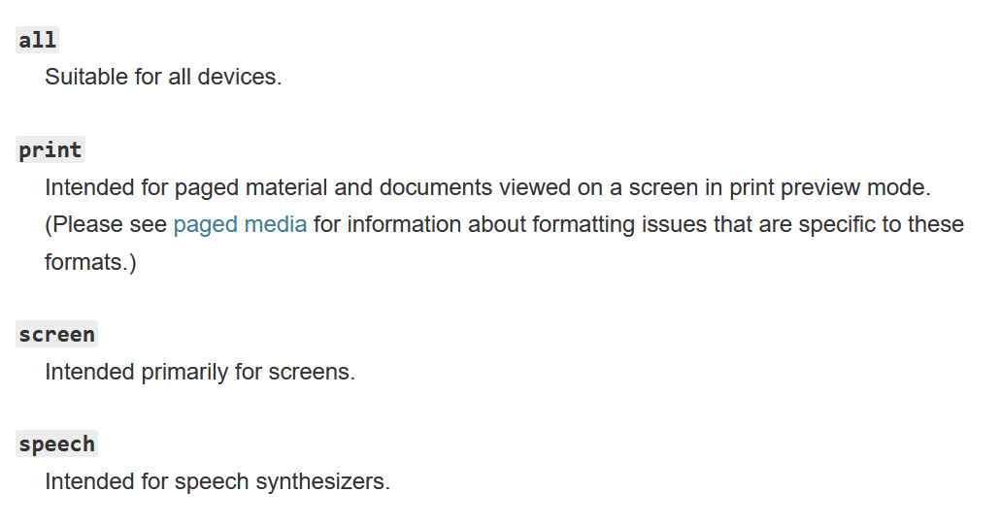 all
Suitable for all devices.
print
Intended for paged material and documents viewed on a screen in print preview mode.
(Please see paged media for information about formatting issues that are specific to these
formats.)
screen
Intended primarily for screens.
speech
Intended for speech synthesizers.